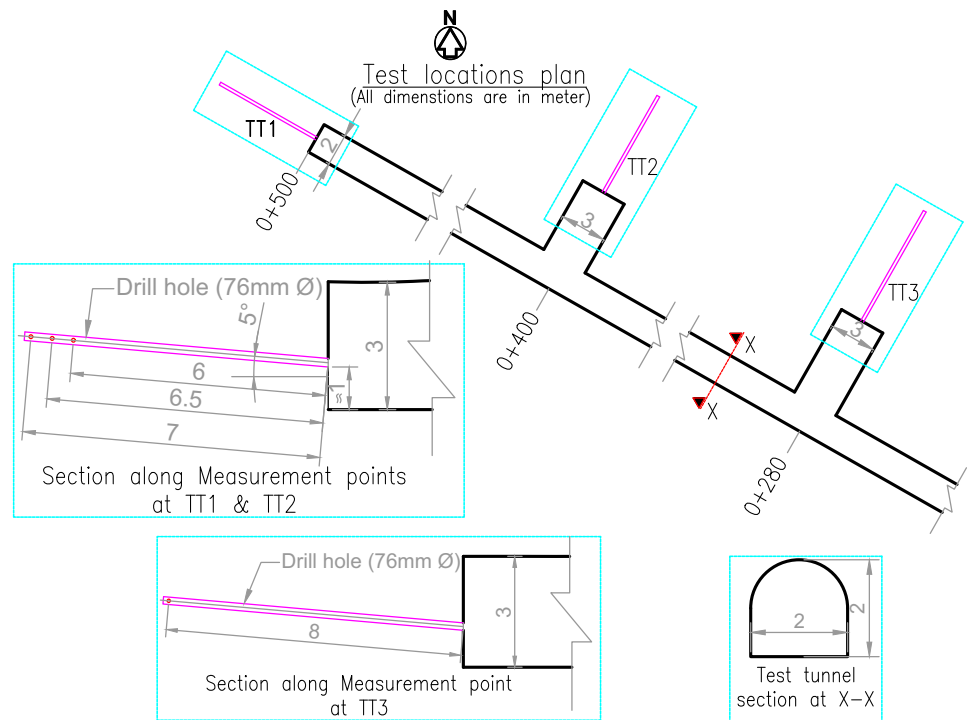 N
Test locations plan
(All dimenstions are in meter)
TT1
2
0+500
TT2
3
0+400
TT3
3
X
X
0+280
Drill hole (76mm Ø)
5°
3
6
6.5
7
≈1
Section along Measurement points
at TT1 & TT2
Drill hole (76mm Ø)
3
8
Section along Measurement point
at TT3
2
2
Test tunnel
section at X-X